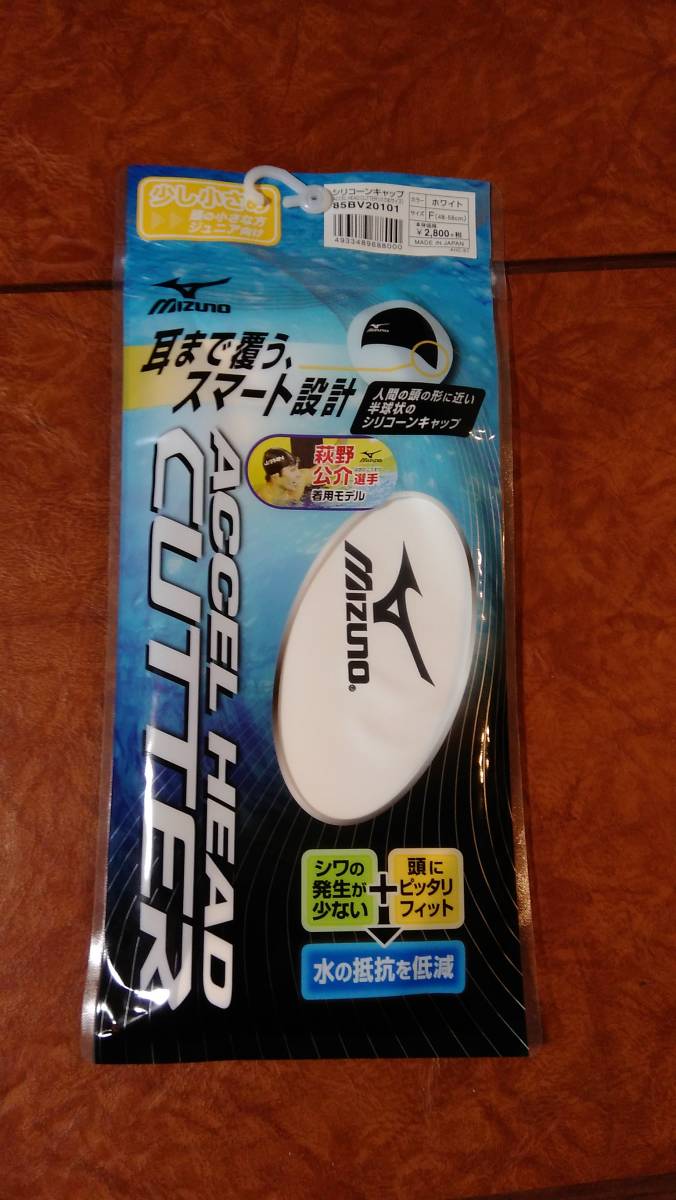 少し小さめ
頭の小さな方
ジュニア向け
シリコーンキャップ
85BV20101
4933489688000
カラー ホワイト
サイズ F(48-58cm)
本体価格
¥2,800+税
MADE IN JAPAN
MIZUNO
耳まで覆う、
スマート設計
MIZUNO
人間の頭の形に近い
半球状の
シリコーンキャップ
萩野
公介選手
着用モデル
MIZUNO
ACCEL HEAD
CUTTER
MIZUNO®
シワの
発生が
少ない
+
頭に
ピッタリ
フィット
水の抵抗を低減